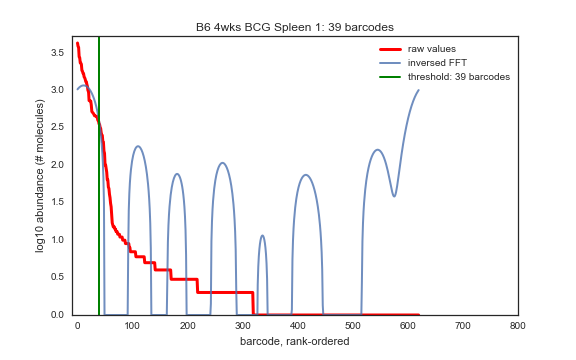 B6 4wks BCG Spleen 1: 39 barcodes
raw values
inversed FFT
threshold: 39 barcodes
log10 abundance (# molecules)
3.5
3.0
2.5
2.0
1.5
1.0
0.5
0.0
0 100 200 300 400 500 600 700 800
barcode, rank-ordered